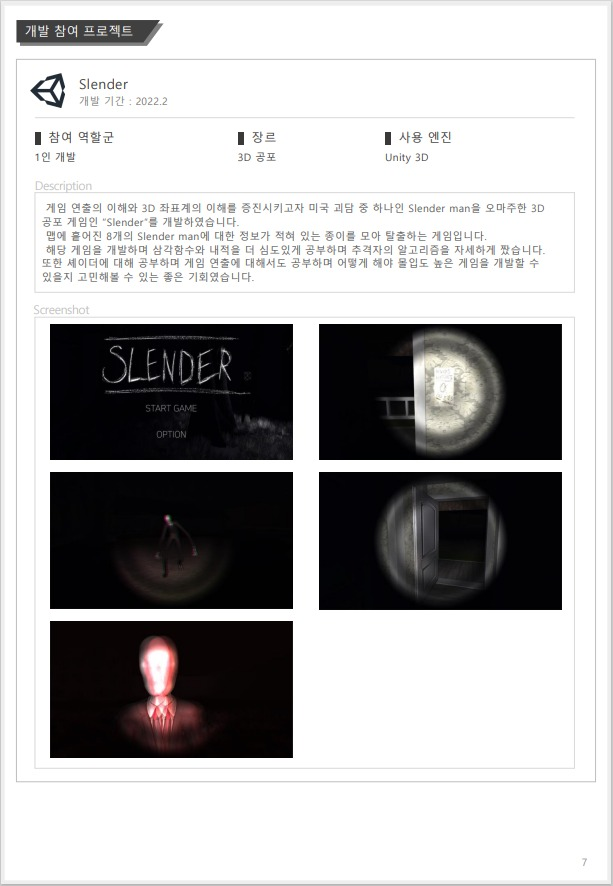 개발 참여 프로젝트
Slender
개발 기간 : 2022.2
참여 역할군
1인 개발
장르
3D 공포
사용 엔진
Unity 3D
Description
게임 연출의 이해와 3D 좌표계의 이해를 증진시키고자 미국 괴담 중 하나인 Slender man을 오마주한 3D
공포 게임인 "Slender"를 개발하였습니다.
맵에 흩어진 8개의 Slender man에 대한 정보가 적혀 있는 종이를 모아 탈출하는 게임입니다.
해당 게임을 개발하며 삼각함수와 내적을 더 심도있게 공부하며 추격자의 알고리즘을 자세하게 짰습니다.
또한 셰이더에 대해 공부하며 게임 연출에 대해서도 공부하며 어떻게 해야 몰입도 높은 게임을 개발할 수
있을지 고민해볼 수 있는 좋은 기회였습니다.
Screenshot
SLENDER
START GAME
OPTION
7